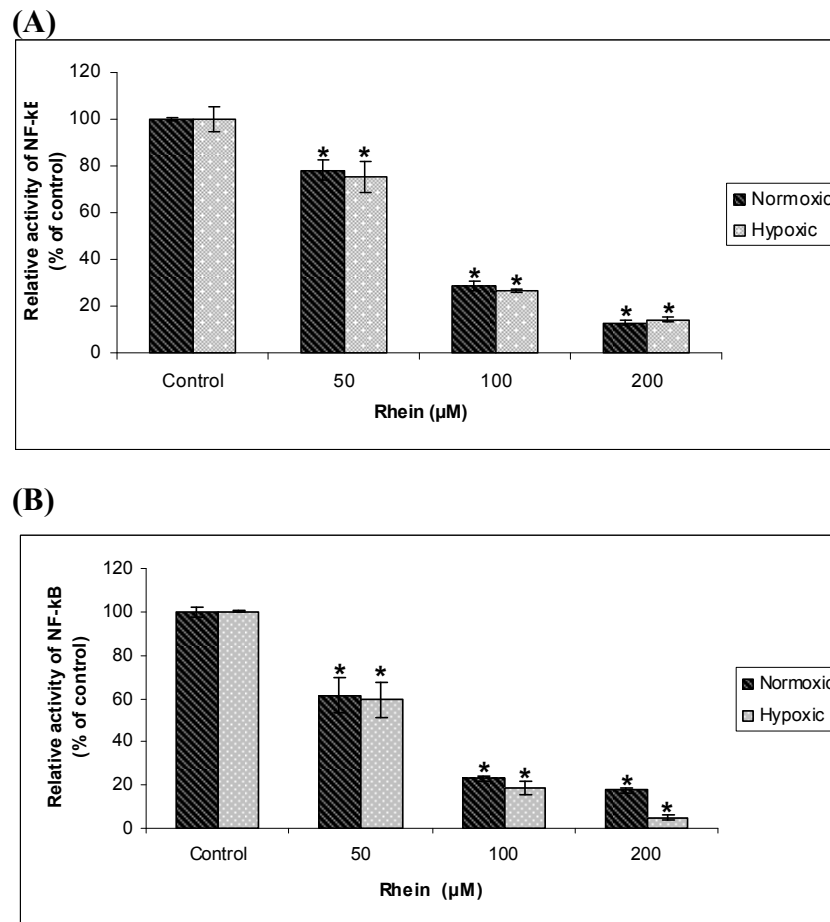 (A)
Relative activity of NF-kB
(% of control)
120
100
80
60
40
20
0
* *
* *
* *
Control 50 100 200
Rhein (µM)
Normoxic
Hypoxic
(B)
Relative activity of NF-kB
(% of control)
120
100
80
60
40
20
0
* *
* *
* *
Control 50 100 200
Rhein (µM)
Normoxic
Hypoxic